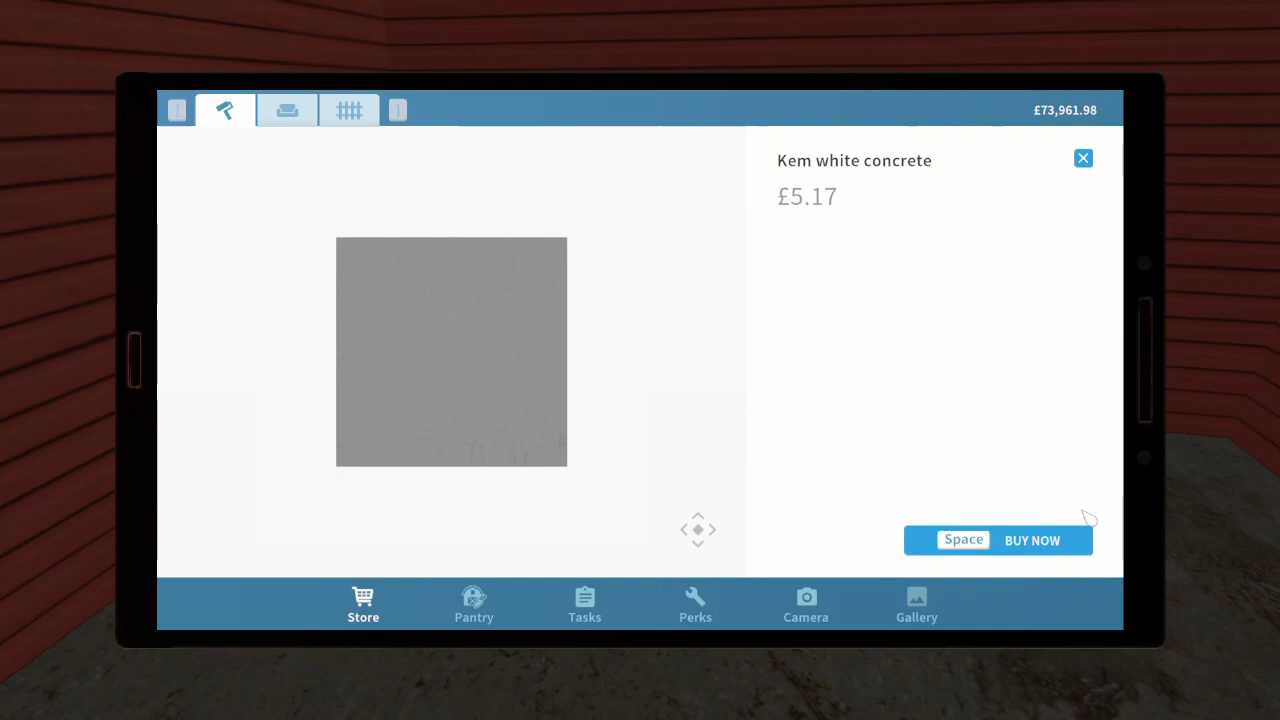 £73,961.98
Kem white concrete
£5.17
Space BUY NOW
Store Pantry Tasks Perks Camera Gallery